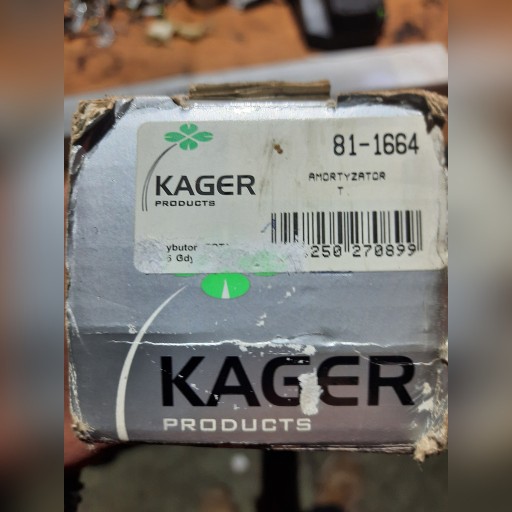 81-1664
KAGER
PRODUCTS
AMORTYZATOR
T.
250 270899
KAGER
PRODUCTS